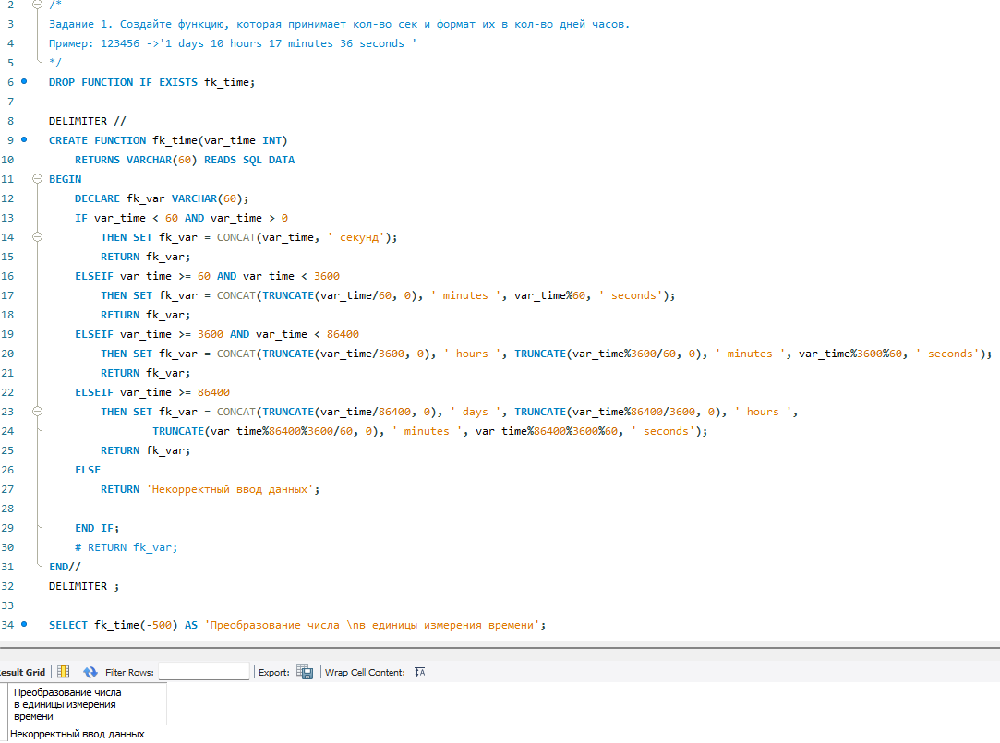 2 /*
3 Задание 1. Создайте функцию, которая принимает кол-во сек и формат их в кол-во дней часов.
4 Пример: 123456 ->'1 days 10 hours 17 minutes 36 seconds '
5 */
6 DROP FUNCTION IF EXISTS fk_time;
7
8 DELIMITER //
9 CREATE FUNCTION fk_time(var_time INT)
10 RETURNS VARCHAR(60) READS SQL DATA
11 BEGIN
12 DECLARE fk_var VARCHAR(60);
13 IF var_time < 60 AND var_time > 0
14 THEN SET fk_var = CONCAT(var_time, ' секунд');
15 RETURN fk_var;
16 ELSEIF var_time >= 60 AND var_time < 3600
17 THEN SET fk_var = CONCAT(TRUNCATE(var_time/60, 0), ' minutes ', var_time%60, ' seconds');
18 RETURN fk_var;
19 ELSEIF var_time >= 3600 AND var_time < 86400
20 THEN SET fk_var = CONCAT(TRUNCATE(var_time/3600, 0), ' hours ', TRUNCATE(var_time%3600/60, 0), ' minutes ', var_time%3600%60, ' seconds');
21 RETURN fk_var;
22 ELSEIF var_time >= 86400
23 THEN SET fk_var = CONCAT(TRUNCATE(var_time/86400, 0), ' days ', TRUNCATE(var_time%86400/3600, 0), ' hours ',
24 TRUNCATE(var_time%86400%3600/60, 0), ' minutes ', var_time%86400%3600%60, ' seconds');
25 RETURN fk_var;
26 ELSE
27 RETURN 'Некорректный ввод данных';
28
29 END IF;
30 # RETURN fk_var;
31 END//
32 DELIMITER ;
33
34 SELECT fk_time(-500) AS 'Преобразование числа \nв единицы измерения времени';
esult Grid Filter Rows: Export: Wrap Cell Content:
Преобразование числа
в единицы измерения
времени
Некорректный ввод данных